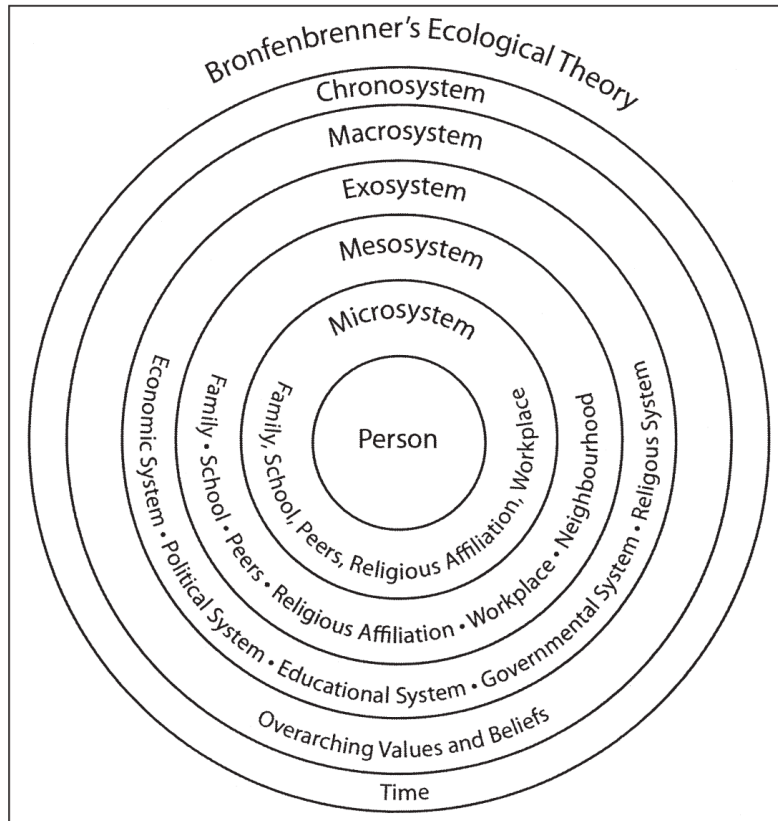 Bronfenbrenner's Ecological Theory
Chronosystem
Macrosystem
Exosystem
Mesosystem
Microsystem
Person
Family, School, Peers, Religious Affiliation, Workplace
Family • School • Peers • Religious Affiliation • Workplace • Neighbourhood
Economic System • Political System • Educational System • Governmental System • Religous System
Overarching Values and Beliefs
Time